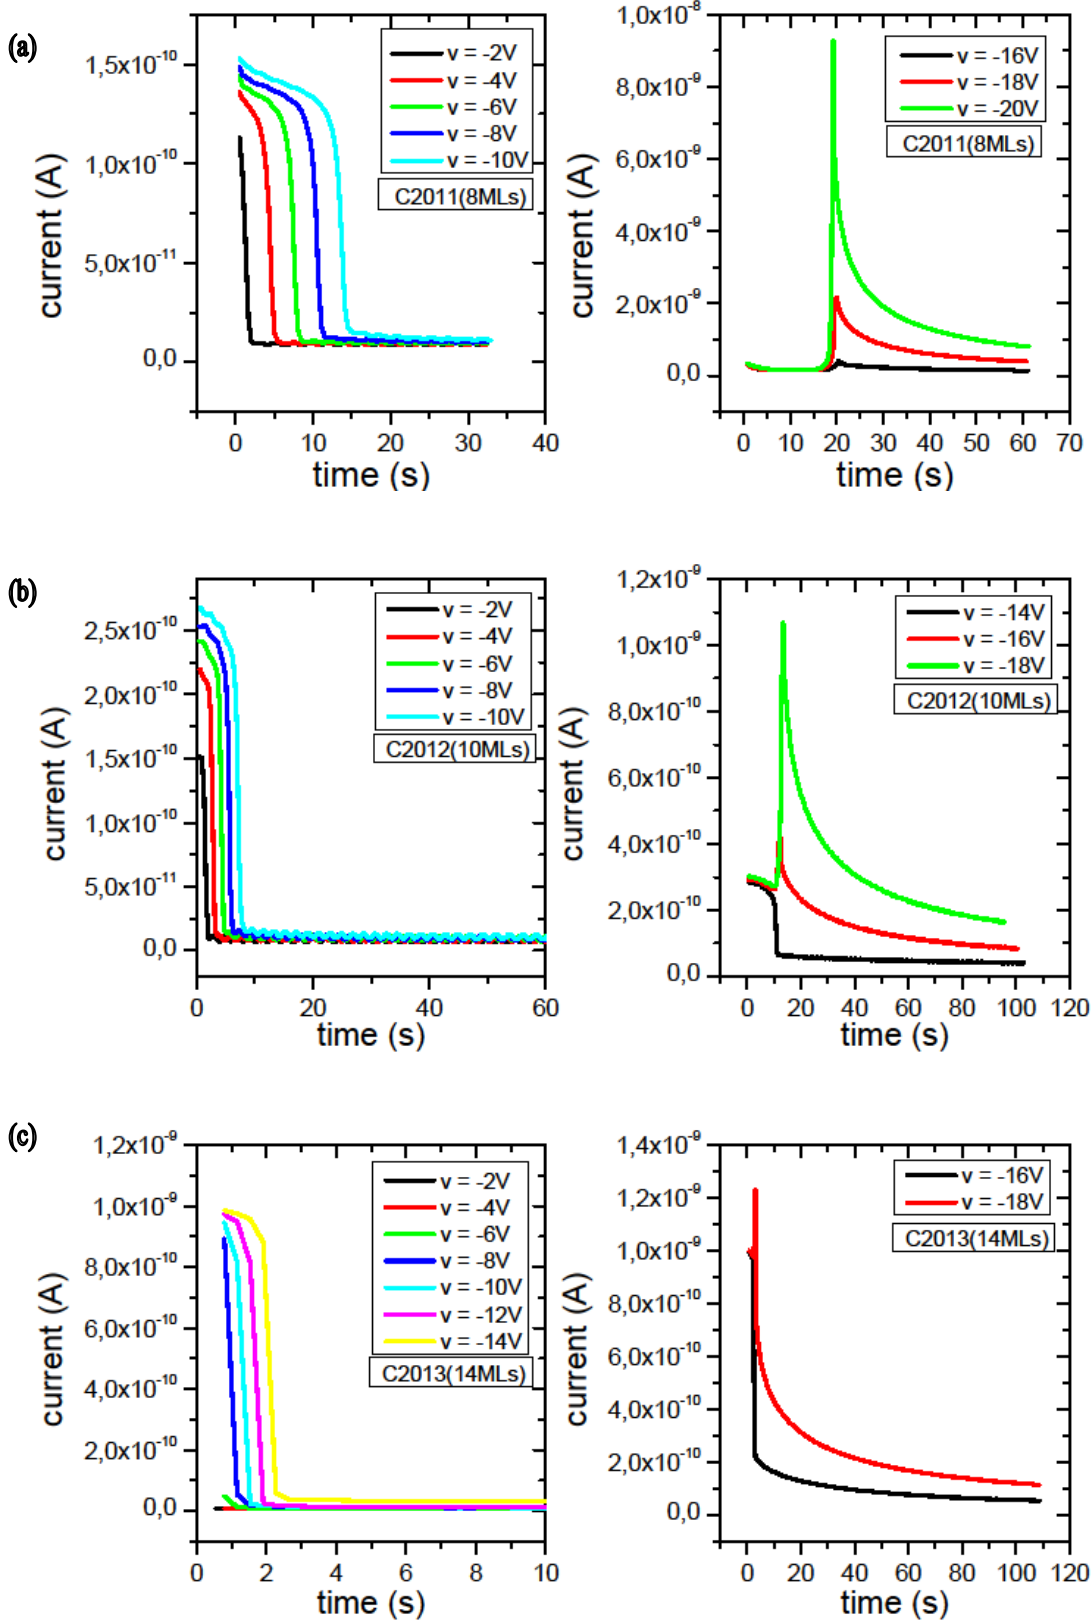 (a)
current (A)
1,5x10⁻¹⁰
1,0x10⁻¹⁰
5,0x10⁻¹¹
0,0
v = -2V
v = -4V
v = -6V
v = -8V
v = -10V
C2011(8MLs)
0 10 20 30 40
time (s)
current (A)
1,0x10⁻⁸
8,0x10⁻⁹
6,0x10⁻⁹
4,0x10⁻⁹
2,0x10⁻⁹
0,0
v = -16V
v = -18V
v = -20V
C2011(8MLs)
0 10 20 30 40 50 60 70
time (s)
(b)
current (A)
2,5x10⁻¹⁰
2,0x10⁻¹⁰
1,5x10⁻¹⁰
1,0x10⁻¹⁰
5,0x10⁻¹¹
0,0
v = -2V
v = -4V
v = -6V
v = -8V
v = -10V
C2012(10MLs)
0 20 40 60
time (s)
current (A)
1,2x10⁻⁹
1,0x10⁻⁹
8,0x10⁻¹⁰
6,0x10⁻¹⁰
4,0x10⁻¹⁰
2,0x10⁻¹⁰
0,0
v = -14V
v = -16V
v = -18V
C2012(10MLs)
0 20 40 60 80 100 120
time (s)
(c)
current (A)
1,2x10⁻⁹
1,0x10⁻⁹
8,0x10⁻¹⁰
6,0x10⁻¹⁰
4,0x10⁻¹⁰
2,0x10⁻¹⁰
0,0
v = -2V
v = -4V
v = -6V
v = -8V
v = -10V
v = -12V
v = -14V
C2013(14MLs)
0 2 4 6 8 10
time (s)
current (A)
1,4x10⁻⁹
1,2x10⁻⁹
1,0x10⁻⁹
8,0x10⁻¹⁰
6,0x10⁻¹⁰
4,0x10⁻¹⁰
2,0x10⁻¹⁰
0,0
v = -16V
v = -18V
C2013(14MLs)
0 20 40 60 80 100 120
time (s)